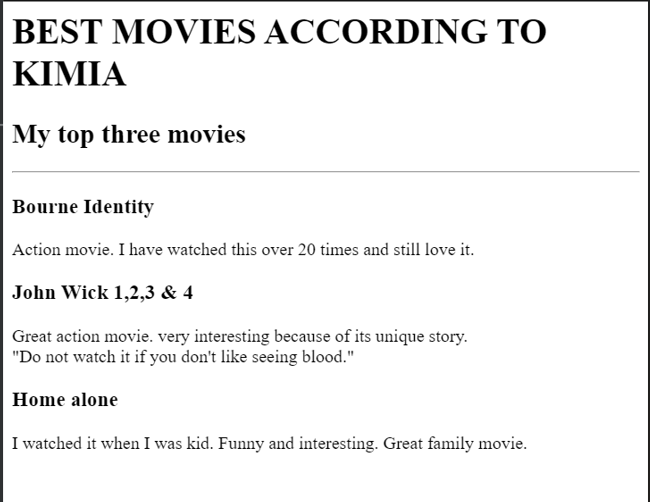 BEST MOVIES ACCORDING TO
KIMIA
My top three movies
Bourne Identity
Action movie. I have watched this over 20 times and still love it.
John Wick 1,2,3 & 4
Great action movie. very interesting because of its unique story.
"Do not watch it if you don't like seeing blood."
Home alone
I watched it when I was kid. Funny and interesting. Great family movie.